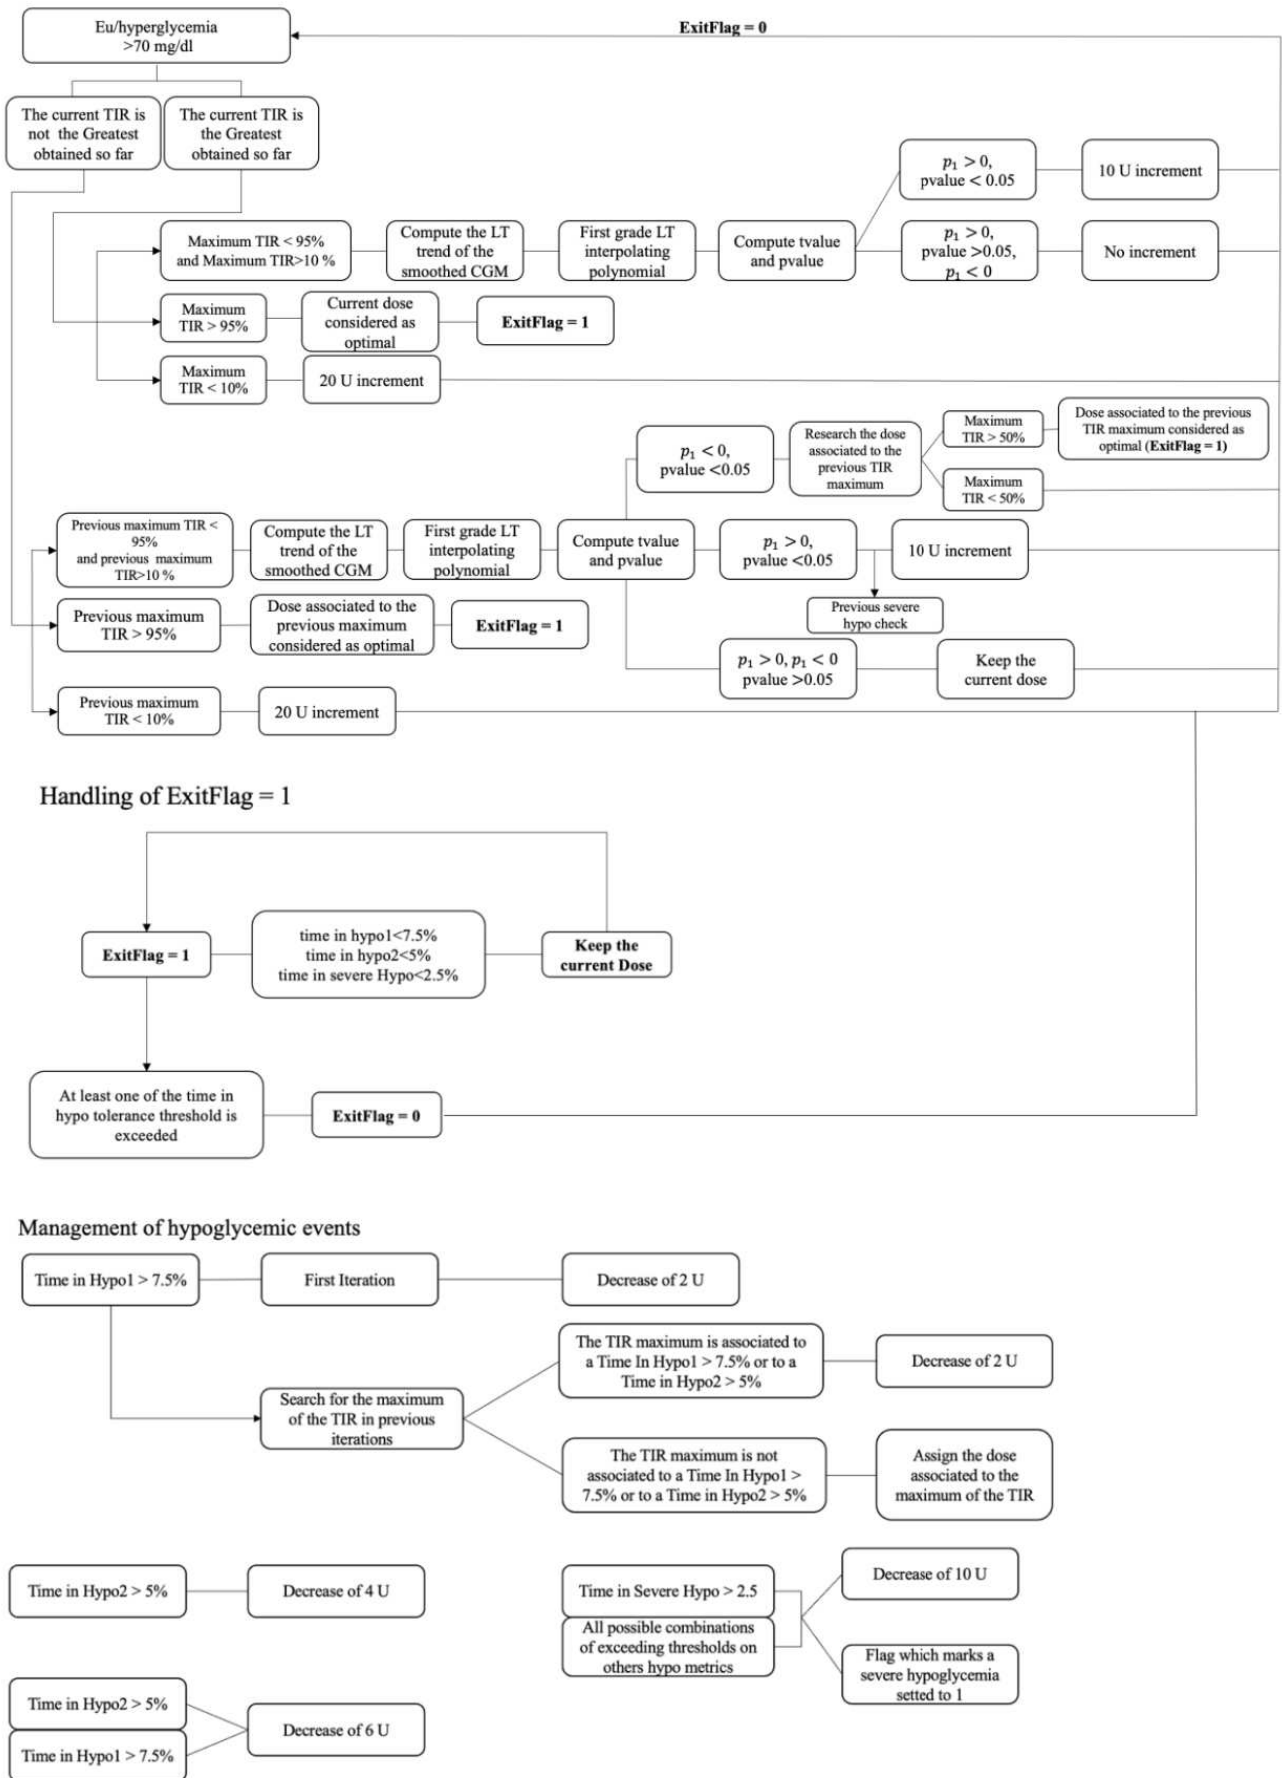 Eu/hyperglycemia
>70 mg/dl
ExitFlag = 0
The current TIR is
not the Greatest
obtained so far
The current TIR is
the Greatest
obtained so far
Maximum TIR < 95%
and Maximum TIR>10 %
Compute the LT
trend of the
smoothed CGM
First grade LT
interpolating
polynomial
Compute tvalue
and pvalue
p₁ > 0,
pvalue < 0.05
10 U increment
p₁ > 0,
pvalue >0.05,
p₁ < 0
No increment
Maximum
TIR > 95%
Current dose
considered as
optimal
ExitFlag = 1
Maximum
TIR < 10%
20 U increment
p₁ < 0,
pvalue <0.05
Research the dose
associated to the
previous TIR
maximum
Maximum
TIR > 50%
Dose associated to the previous
TIR maximum considered as
optimal (ExitFlag = 1)
Maximum
TIR < 50%
Previous maximum TIR <
95%
and previous maximum
TIR>10 %
Compute the LT
trend of the
smoothed CGM
First grade LT
interpolating
polynomial
Compute tvalue
and pvalue
p₁ > 0,
pvalue <0.05
10 U increment
Previous severe
hypo check
Previous maximum
TIR > 95%
Dose associated to the
previous maximum
considered as optimal
ExitFlag = 1
p₁ > 0, p₁ < 0
pvalue >0.05
Keep the
current dose
Previous maximum
TIR < 10%
20 U increment
Handling of ExitFlag = 1
ExitFlag = 1
time in hypo1<7.5%
time in hypo2<5%
time in severe Hypo<2.5%
Keep the
current Dose
At least one of the time in
hypo tolerance threshold is
exceeded
ExitFlag = 0
Management of hypoglycemic events
Time in Hypo1 > 7.5%
First Iteration
Decrease of 2 U
Search for the maximum
of the TIR in previous
iterations
The TIR maximum is associated to
a Time In Hypo1 > 7.5% or to a
Time in Hypo2 > 5%
Decrease of 2 U
The TIR maximum is not
associated to a Time In Hypo1 >
7.5% or to a Time in Hypo2 > 5%
Assign the dose
associated to the
maximum of the TIR
Time in Hypo2 > 5%
Decrease of 4 U
Time in Severe Hypo > 2.5
All possible combinations
of exceeding thresholds on
others hypo metrics
Decrease of 10 U
Flag which marks a
severe hypoglycemia
setted to 1
Time in Hypo2 > 5%
Time in Hypo1 > 7.5%
Decrease of 6 U